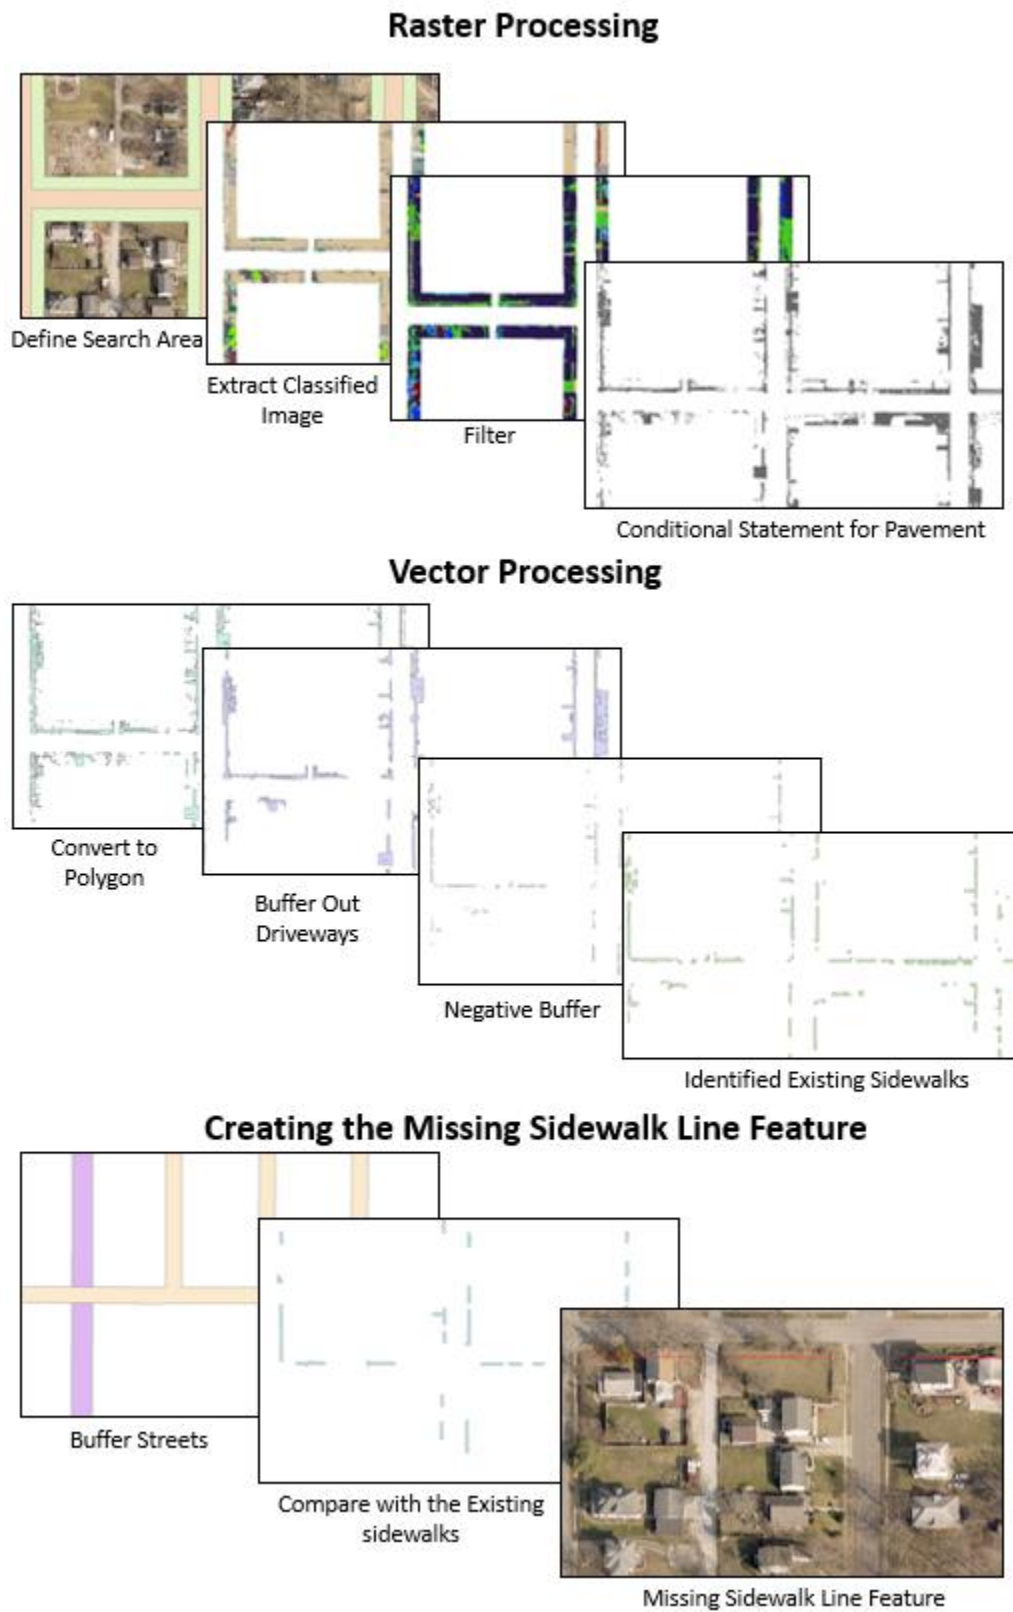 Raster Processing
Define Search Area
Extract Classified
Image
Filter
Conditional Statement for Pavement
Vector Processing
Convert to
Polygon
Buffer Out
Driveways
Negative Buffer
Identified Existing Sidewalks
Creating the Missing Sidewalk Line Feature
Buffer Streets
Compare with the Existing
sidewalks
Missing Sidewalk Line Feature